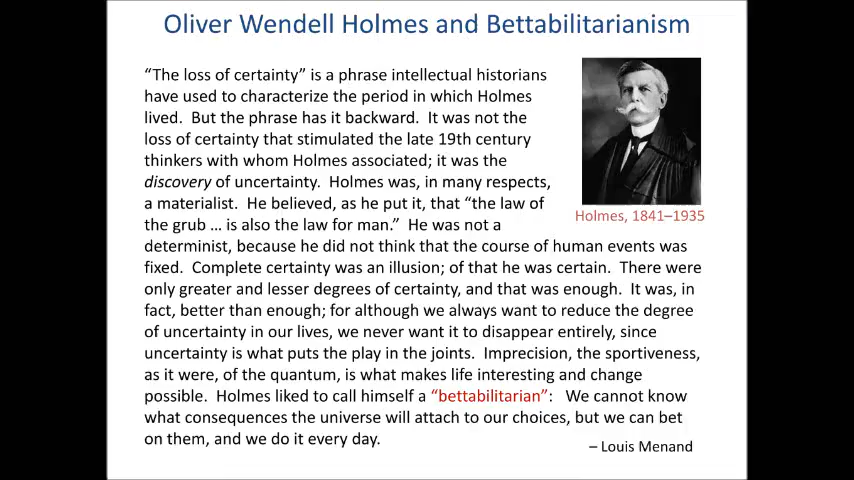 Oliver Wendell Holmes and Bettabilitarianism
“The loss of certainty” is a phrase intellectual historians
have used to characterize the period in which Holmes
lived.  But the phrase has it backward.  It was not the
loss of certainty that stimulated the late 19th century
thinkers with whom Holmes associated; it was the
discovery of uncertainty.  Holmes was, in many respects,
a materialist.  He believed, as he put it, that “the law of
the grub … is also the law for man.”  He was not a
Holmes, 1841–1935
determinist, because he did not think that the course of human events was
fixed.  Complete certainty was an illusion; of that he was certain.  There were
only greater and lesser degrees of certainty, and that was enough.  It was, in
fact, better than enough; for although we always want to reduce the degree
of uncertainty in our lives, we never want it to disappear entirely, since
uncertainty is what puts the play in the joints.  Imprecision, the sportiveness,
as it were, of the quantum, is what makes life interesting and change
possible.  Holmes liked to call himself a “bettabilitarian”:   We cannot know
what consequences the universe will attach to our choices, but we can bet
on them, and we do it every day.
– Louis Menand